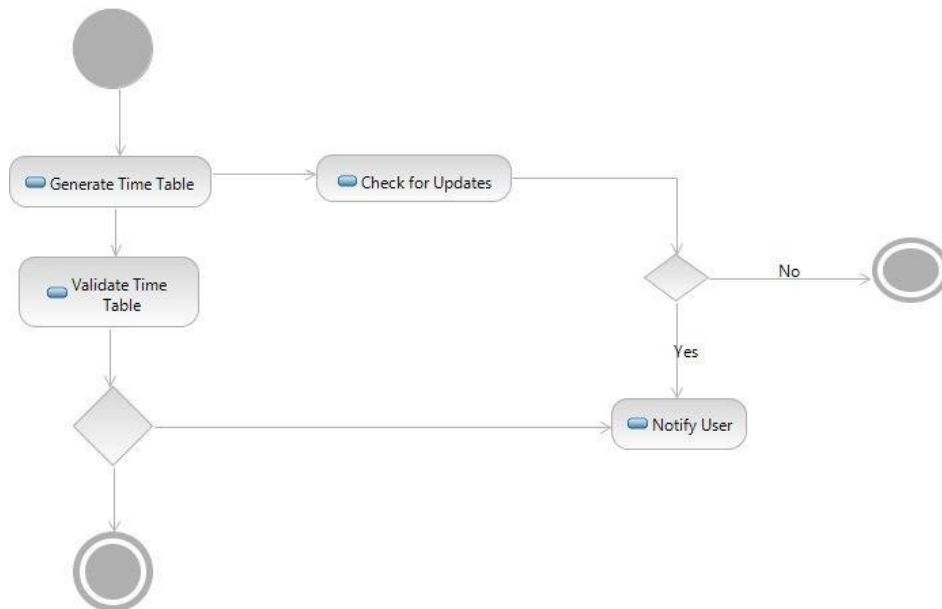 Generate Time Table
Check for Updates
Validate Time
Table
No
Yes
Notify User